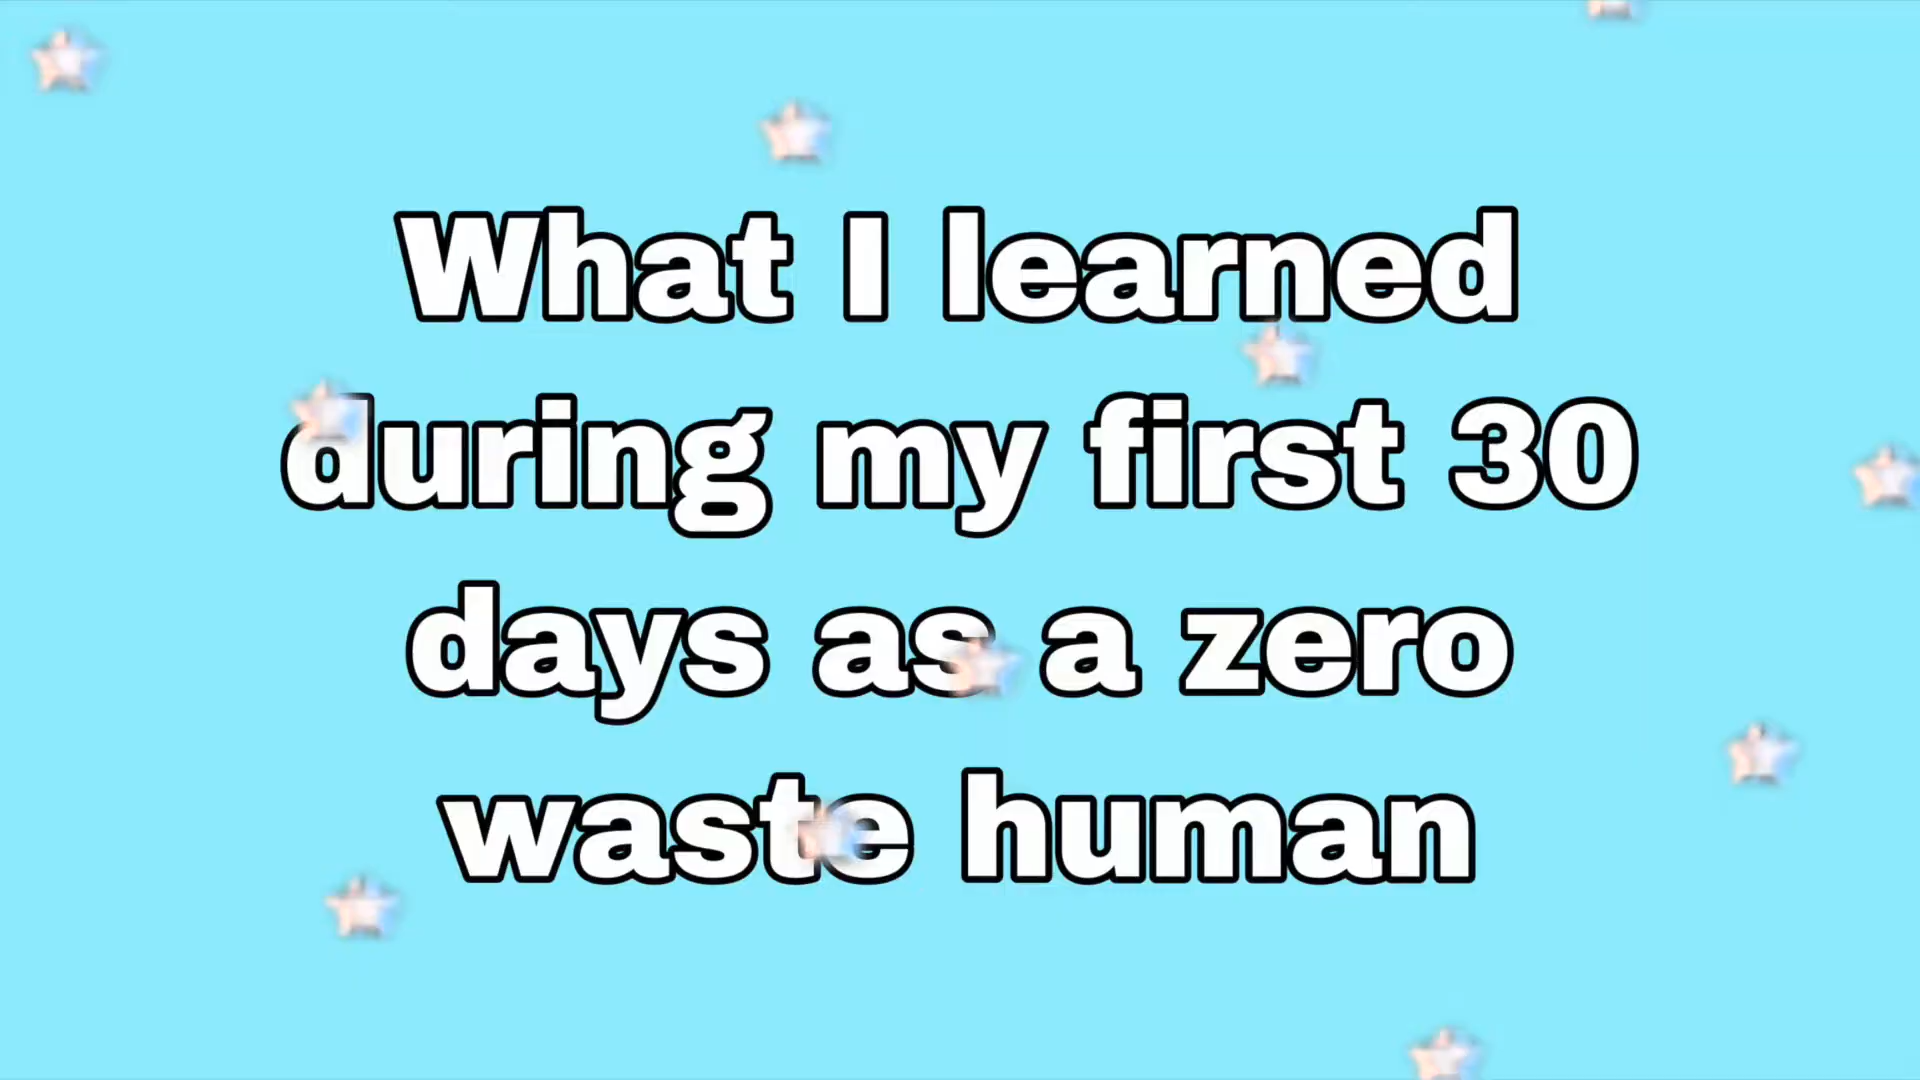 What I learned
during my first 30
days as a zero
waste human